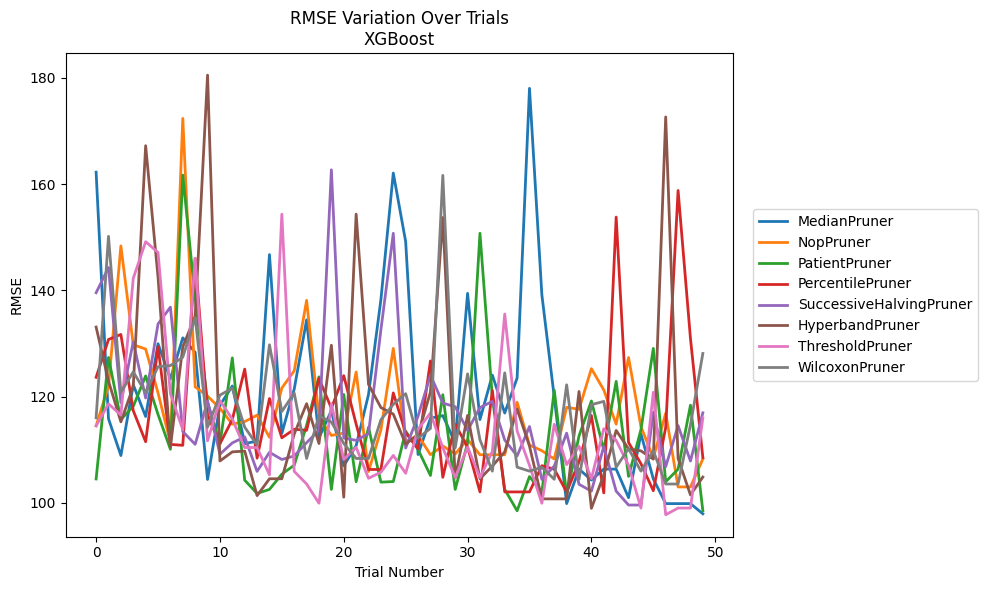 RMSE Variation Over Trials
XGBoost
RMSE
180
160
140
120
100
0
10
20
30
40
50
Trial Number
MedianPruner
NopPruner
PatientPruner
PercentilePruner
SuccessiveHalvingPruner
HyperbandPruner
ThresholdPruner
WilcoxonPruner